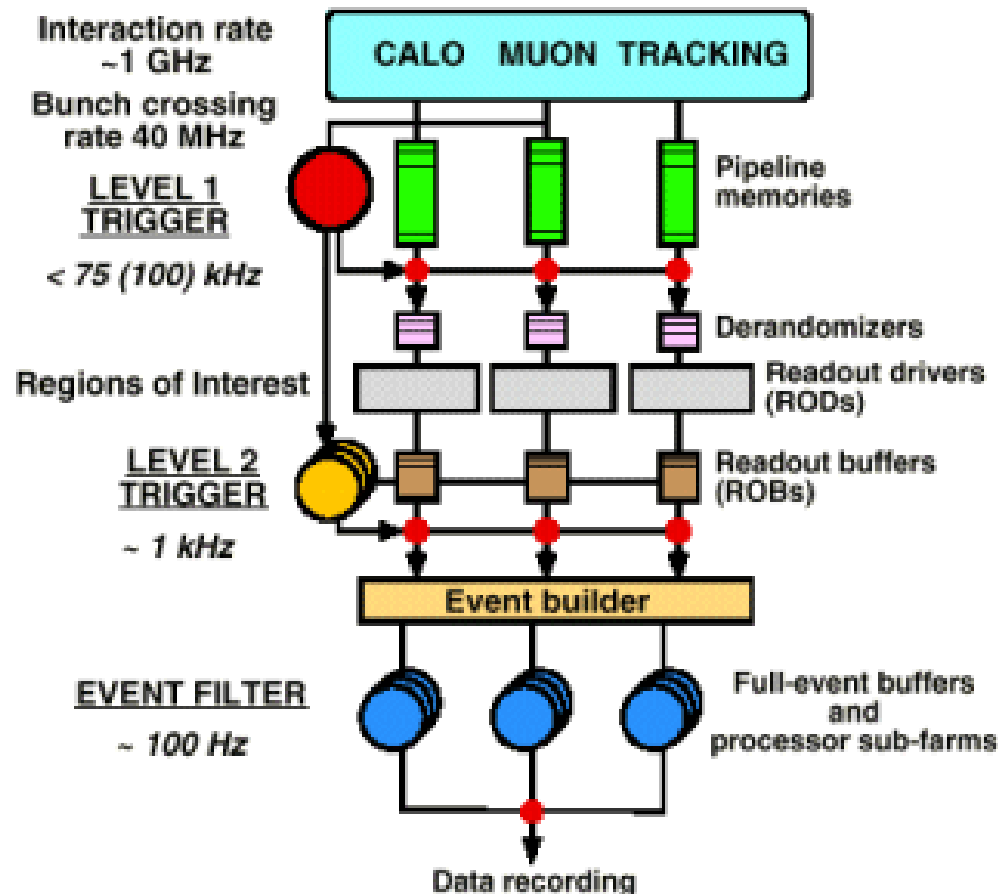 Interaction rate
~1 GHz
CALO MUON TRACKING
Bunch crossing
rate 40 MHz
LEVEL 1
TRIGGER
< 75 (100) kHz
Pipeline
memories
Derandomizers
Regions of Interest
Readout drivers
(RODs)
LEVEL 2
TRIGGER
~ 1 kHz
Readout buffers
(ROBs)
Event builder
EVENT FILTER
~ 100 Hz
Full-event buffers
and
processor sub-farms
Data recording